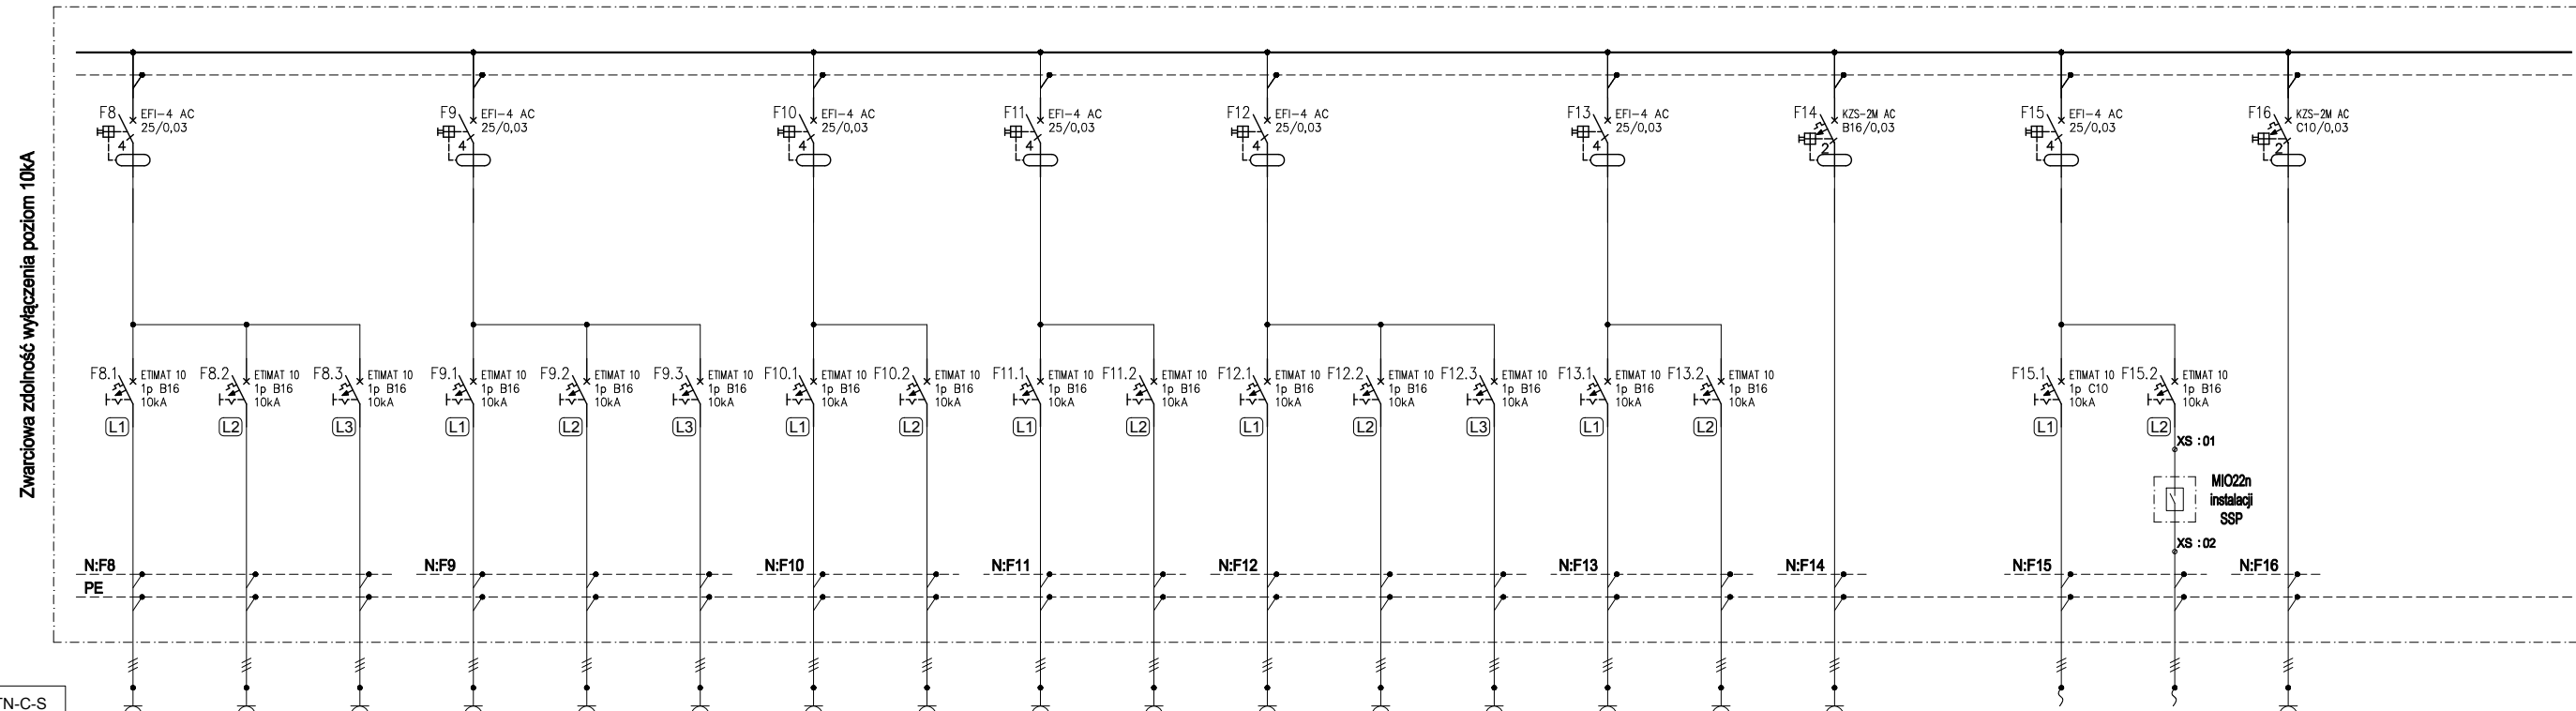 Zwarciowa zdolność wyłączenia poziom 10kA
F8 EFI-4 AC
25/0,03
4
F9 EFI-4 AC
25/0,03
4
F10 EFI-4 AC
25/0,03
4
F11 EFI-4 AC
25/0,03
4
F12 EFI-4 AC
25/0,03
4
F13 EFI-4 AC
25/0,03
4
F14 KZS-2M AC
B16/0,03
2
F15 EFI-4 AC
25/0,03
4
F16 KZS-2M AC
C10/0,03
2
F8.1 ETIMAT 10
1p B16
10kA
L1
F8.2 ETIMAT 10
1p B16
10kA
L2
F8.3 ETIMAT 10
1p B16
10kA
L3
F9.1 ETIMAT 10
1p B16
10kA
L1
F9.2 ETIMAT 10
1p B16
10kA
L2
F9.3 ETIMAT 10
1p B16
10kA
L3
F10.1 ETIMAT 10
1p B16
10kA
L1
F10.2 ETIMAT 10
1p B16
10kA
L2
F11.1 ETIMAT 10
1p B16
10kA
L1
F11.2 ETIMAT 10
1p B16
10kA
L2
F12.1 ETIMAT 10
1p B16
10kA
L1
F12.2 ETIMAT 10
1p B16
10kA
L2
F12.3 ETIMAT 10
1p B16
10kA
L3
F13.1 ETIMAT 10
1p B16
10kA
L1
F13.2 ETIMAT 10
1p B16
10kA
L2
F15.1 ETIMAT 10
1p C10
10kA
L1
F15.2 ETIMAT 10
1p B16
10kA
L2
XS : 01
MIO22n
instalacji
SSP
XS : 02
N:F8
N:F9
N:F10
N:F11
N:F12
N:F13
N:F14
N:F15
N:F16
PE
TN-C-S